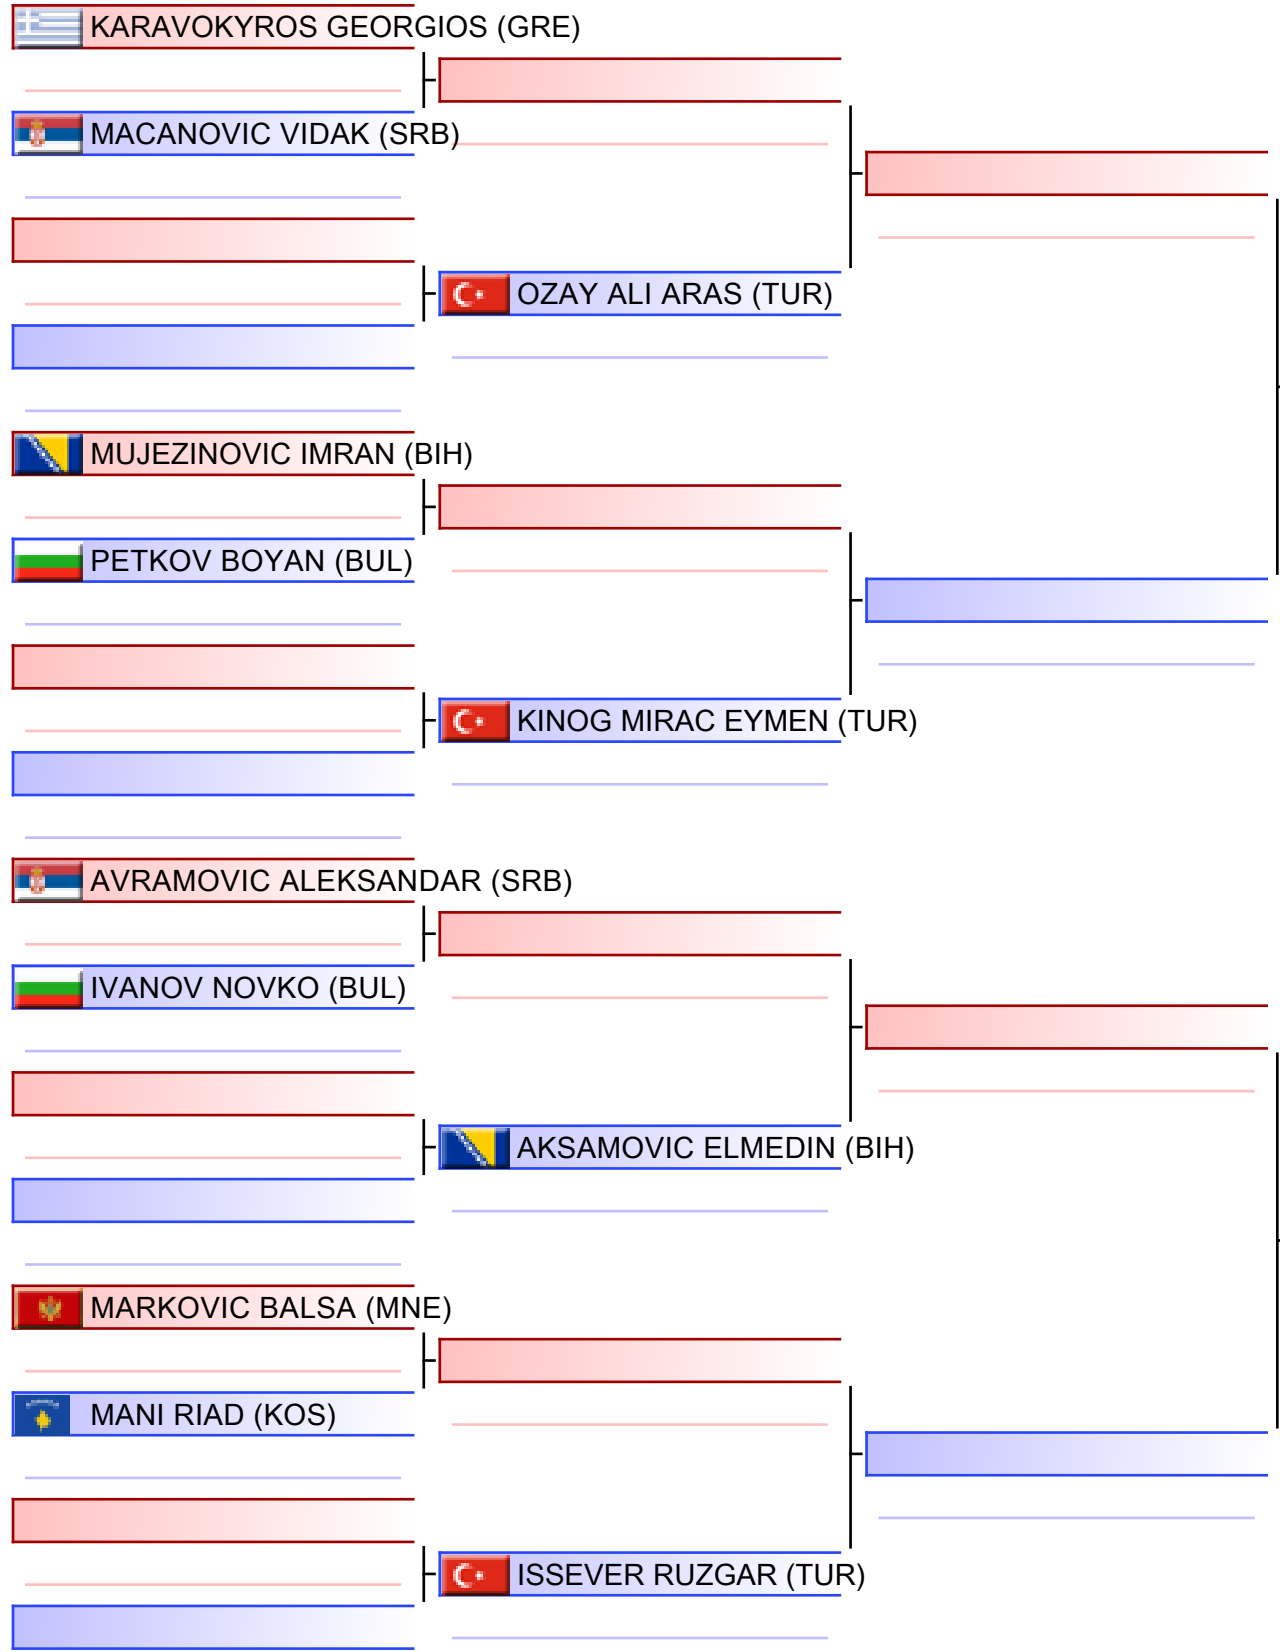 KARAVOKYROS GEORGIOS (GRE)
MACANOVIC VIDAK (SRB)
OZAY ALI ARAS (TUR)
MUJEZINOVIC IMRAN (BIH)
PETKOV BOYAN (BUL)
KINOG MIRAC EYMEN (TUR)
AVRAMOVIC ALEKSANDAR (SRB)
IVANOV NOVKO (BUL)
AKSAMOVIC ELMEDIN (BIH)
MARKOVIC BALSA (MNE)
MANI RIAD (KOS)
ISSEVER RUZGAR (TUR)